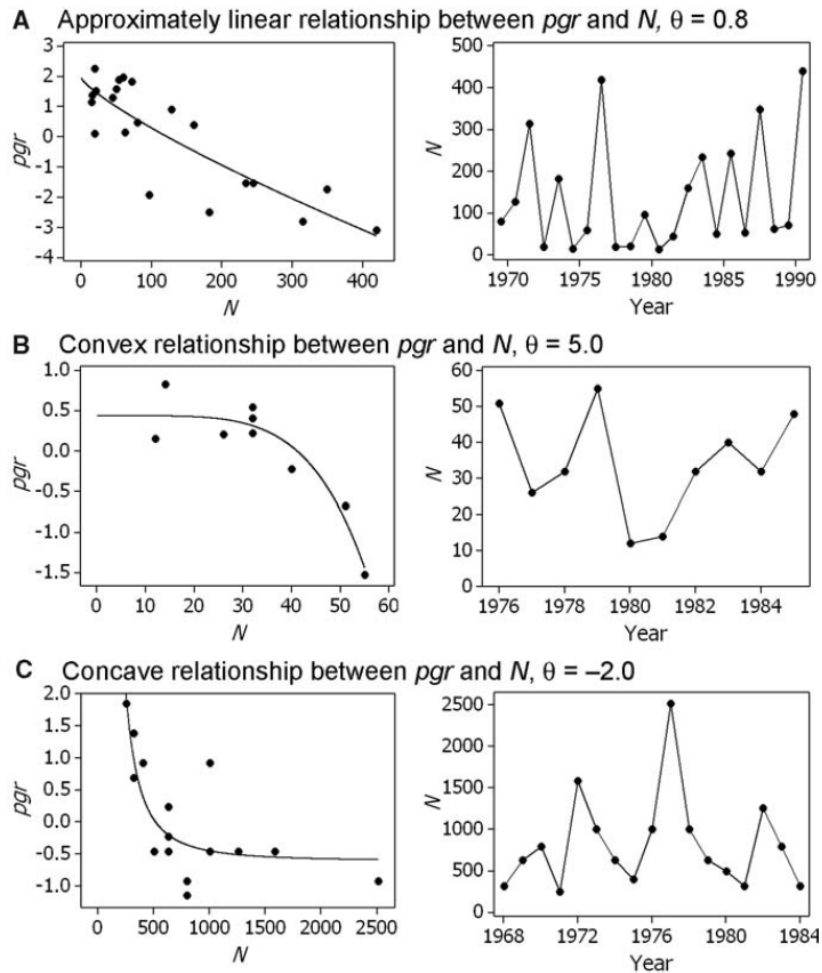 A Approximately linear relationship between pgr and N, θ = 0.8
3
2
1
0
-1
-2
-3
-4
pgr
0 100 200 300 400
N
500
400
300
200
100
0
N
1970 1975 1980 1985 1990
Year
B Convex relationship between pgr and N, θ = 5.0
1.0
0.5
0.0
-0.5
-1.0
-1.5
pgr
0 10 20 30 40 50 60
N
60
50
40
30
20
10
0
N
1976 1978 1980 1982 1984
Year
C Concave relationship between pgr and N, θ = –2.0
2.0
1.5
1.0
0.5
0.0
-0.5
-1.0
pgr
0 500 1000 1500 2000 2500
N
2500
2000
1500
1000
500
0
N
1968 1972 1976 1980 1984
Year